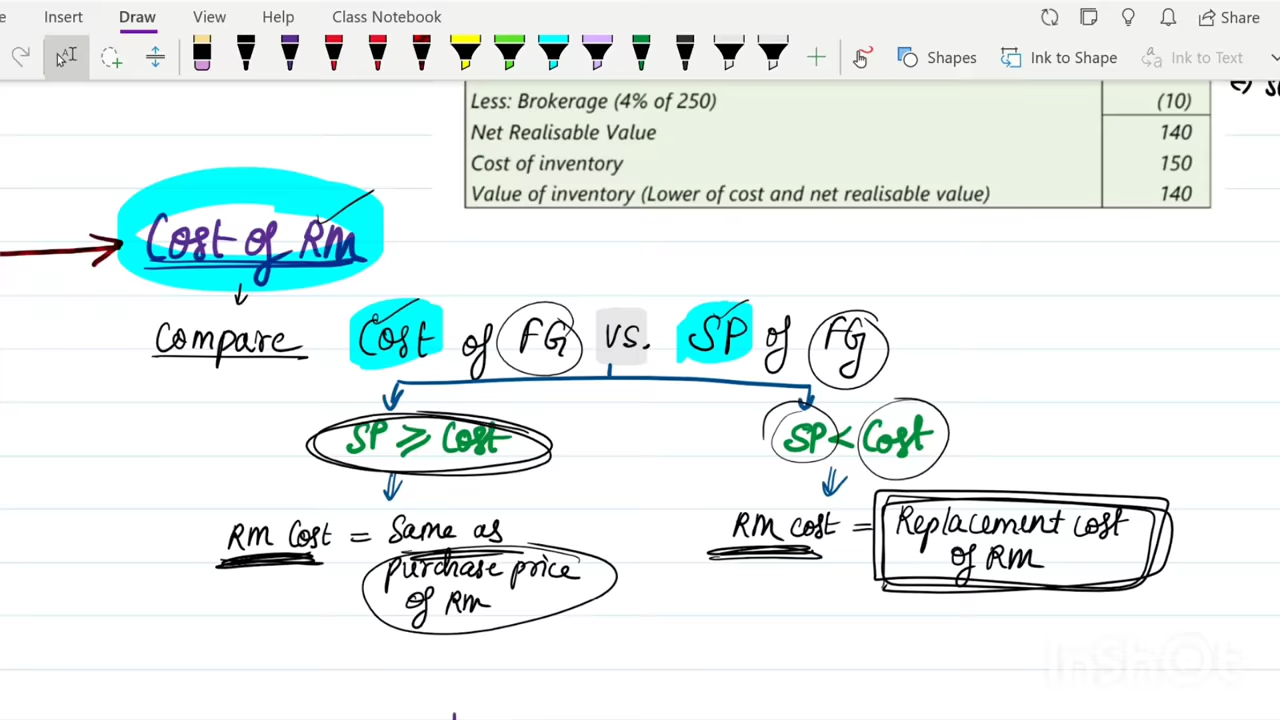 Insert Draw View Help Class Notebook Share
Shapes Ink to Shape Ink to Text
Less: Brokerage (4% of 250) (10)
Net Realisable Value 140
Cost of inventory 150
Value of inventory (Lower of cost and net realisable value) 140
Cost of RM
Compare Cost of FG vs. SP of FG
SP ≥ Cost SP < Cost
RM Cost = Same as purchase price of RM
RM cost = Replacement cost of RM
InShOt